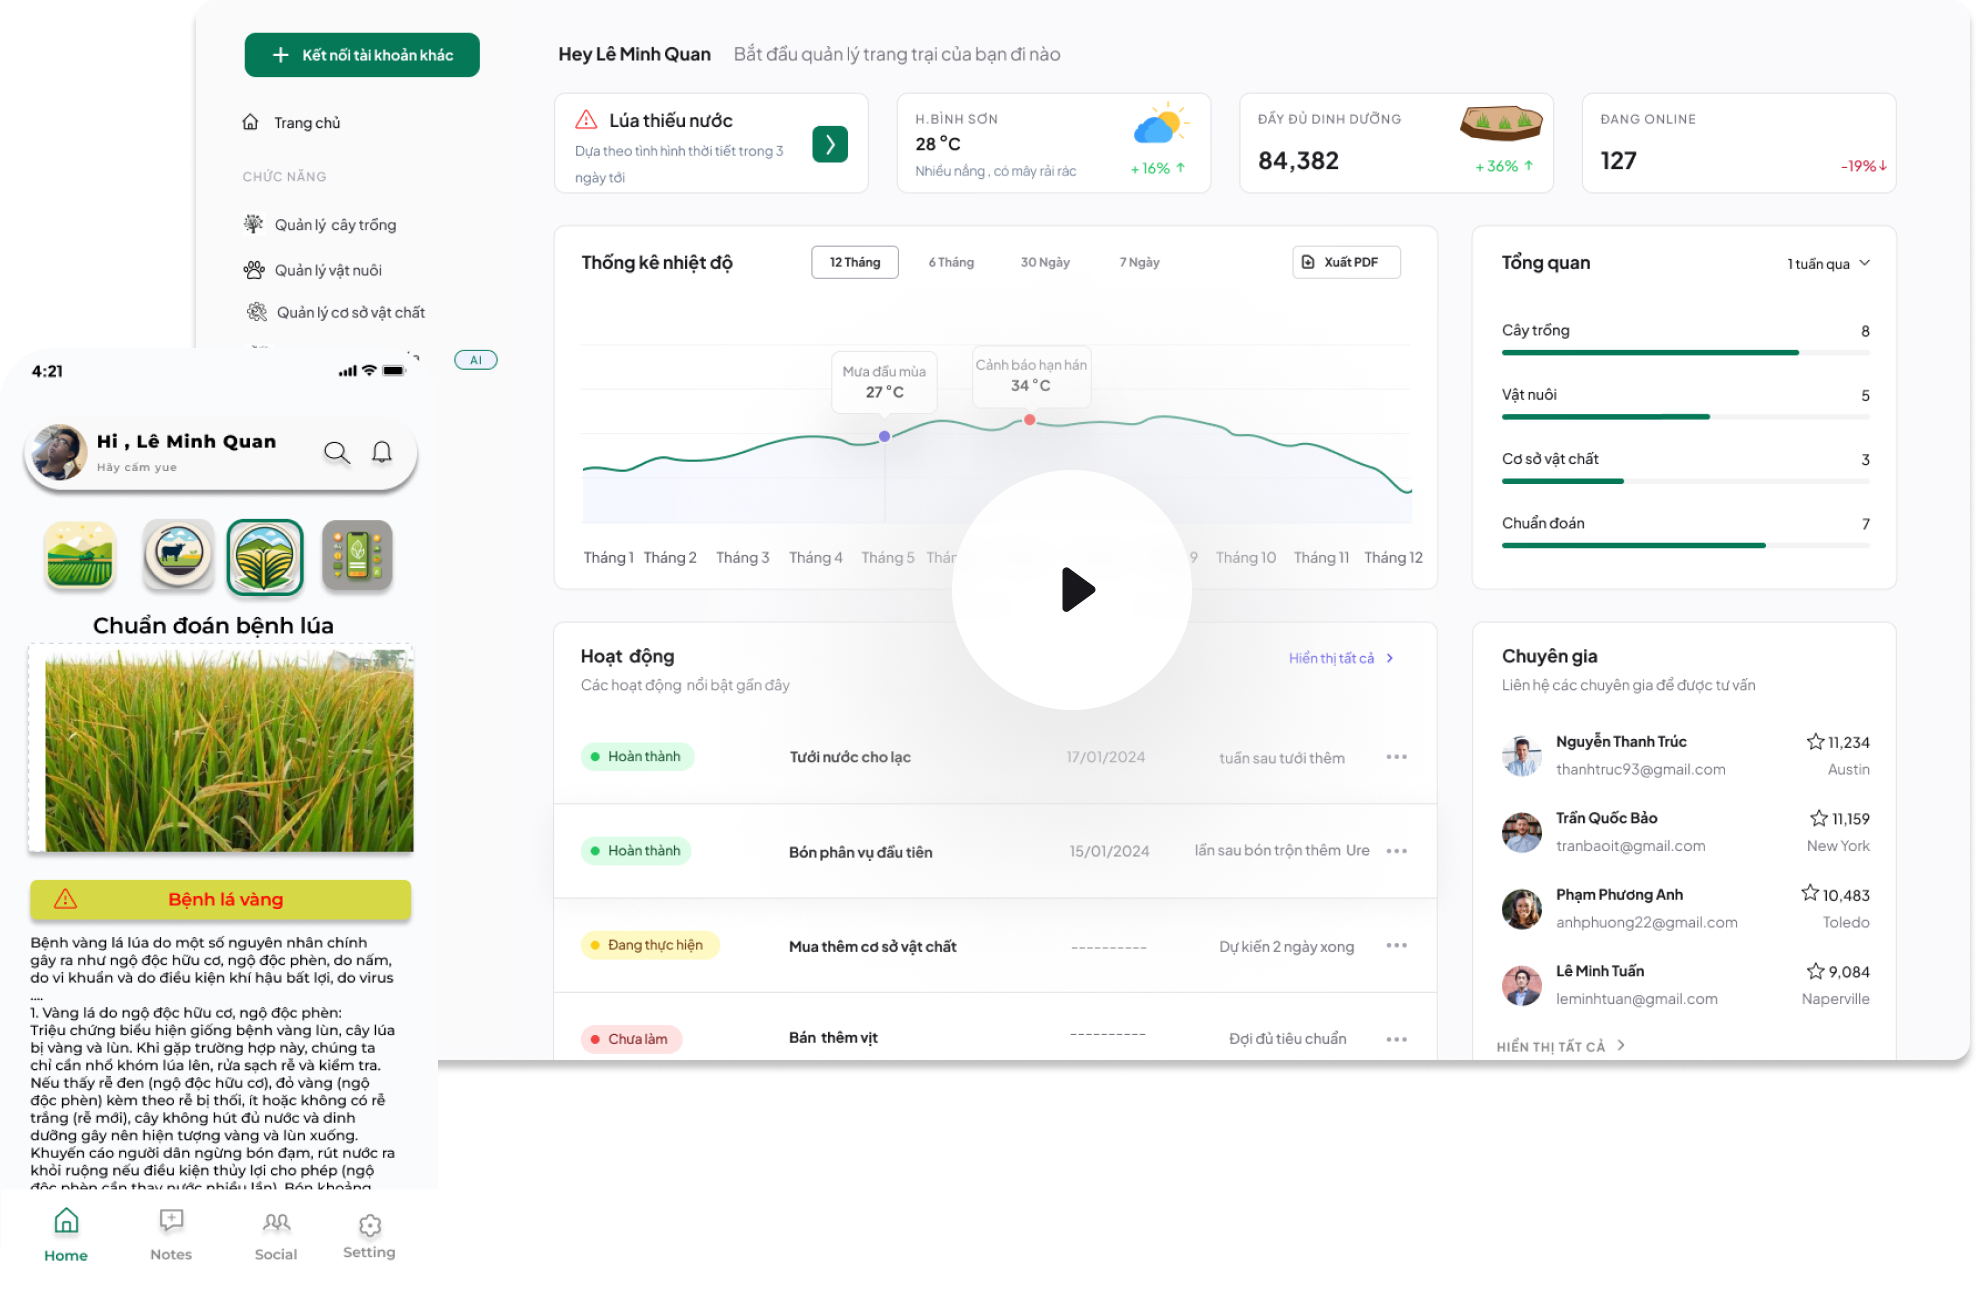 Kết nối tài khoản khác
Trang chủ
CHỨC NĂNG
Quản lý cây trồng
Quản lý vật nuôi
Quản lý cơ sở vật chất
AI
Hey Lê Minh Quan
Bắt đầu quản lý trang trại của bạn đi nào
Lúa thiếu nước
Dựa theo tình hình thời tiết trong 3
ngày tới
H.BÌNH SƠN
28 °C
Nhiều nắng , có mây rải rác
+ 16% ↑
ĐẦY ĐỦ DINH DƯỠNG
84,382
+ 36% ↑
ĐANG ONLINE
127
-19% ↓
Thống kê nhiệt độ
12 Tháng
6 Tháng
30 Ngày
7 Ngày
Xuất PDF
Mưa đầu mùa
27 °C
Cảnh báo hạn hán
34 °C
Tháng 1
Tháng 2
Tháng 3
Tháng 4
Tháng 5
Thán
9
Tháng 10
Tháng 11
Tháng 12
Tổng quan
1 tuần qua
Cây trồng 8
Vật nuôi 5
Cơ sở vật chất 3
Chuẩn đoán 7
Hoạt động
Các hoạt động nổi bật gần đây
Hiển thị tất cả
Hoàn thành Tưới nước cho lạc 17/01/2024 tuần sau tưới thêm
Hoàn thành Bón phân vụ đầu tiên 15/01/2024 lần sau bón trộn thêm Ure
Đang thực hiện Mua thêm cơ sở vật chất ---------- Dự kiến 2 ngày xong
Chưa làm Bán thêm vịt ---------- Đợi đủ tiêu chuẩn
Chuyên gia
Liên hệ các chuyên gia để được tư vấn
Nguyễn Thanh Trúc 11,234
thanhtruc93@gmail.com Austin
Trần Quốc Bảo 11,159
tranbaoit@gmail.com New York
Phạm Phương Anh 10,483
anhphuong22@gmail.com Toledo
Lê Minh Tuấn 9,084
leminhtuan@gmail.com Naperville
HIỂN THỊ TẤT CẢ
4:21
Hi , Lê Minh Quan
Hãy cấm yue
Chuẩn đoán bệnh lúa
Bệnh lá vàng
Bệnh vàng lá lúa do một số nguyên nhân chính
gây ra như ngộ độc hữu cơ, ngộ độc phèn, do nấm,
do vi khuẩn và do điều kiện khí hậu bất lợi, do virus
....
1. Vàng lá do ngộ độc hữu cơ, ngộ độc phèn:
Triệu chứng biểu hiện giống bệnh vàng lùn, cây lúa
bị vàng và lùn. Khi gặp trường hợp này, chúng ta
chỉ cần nhổ khóm lúa lên, rửa sạch rễ và kiểm tra.
Nếu thấy rễ đen (ngộ độc hữu cơ), đỏ vàng (ngộ
độc phèn) kèm theo rễ bị thối, ít hoặc không có rễ
trắng (rễ mới), cây không hút đủ nước và dinh
dưỡng gây nên hiện tượng vàng và lùn xuống.
Khuyến cáo người dân ngừng bón đạm, rút nước ra
khỏi ruộng nếu điều kiện thủy lợi cho phép (ngộ
độc phèn cần thay nước nhiều lần). Bón khoảng
Home
Notes
Social
Setting